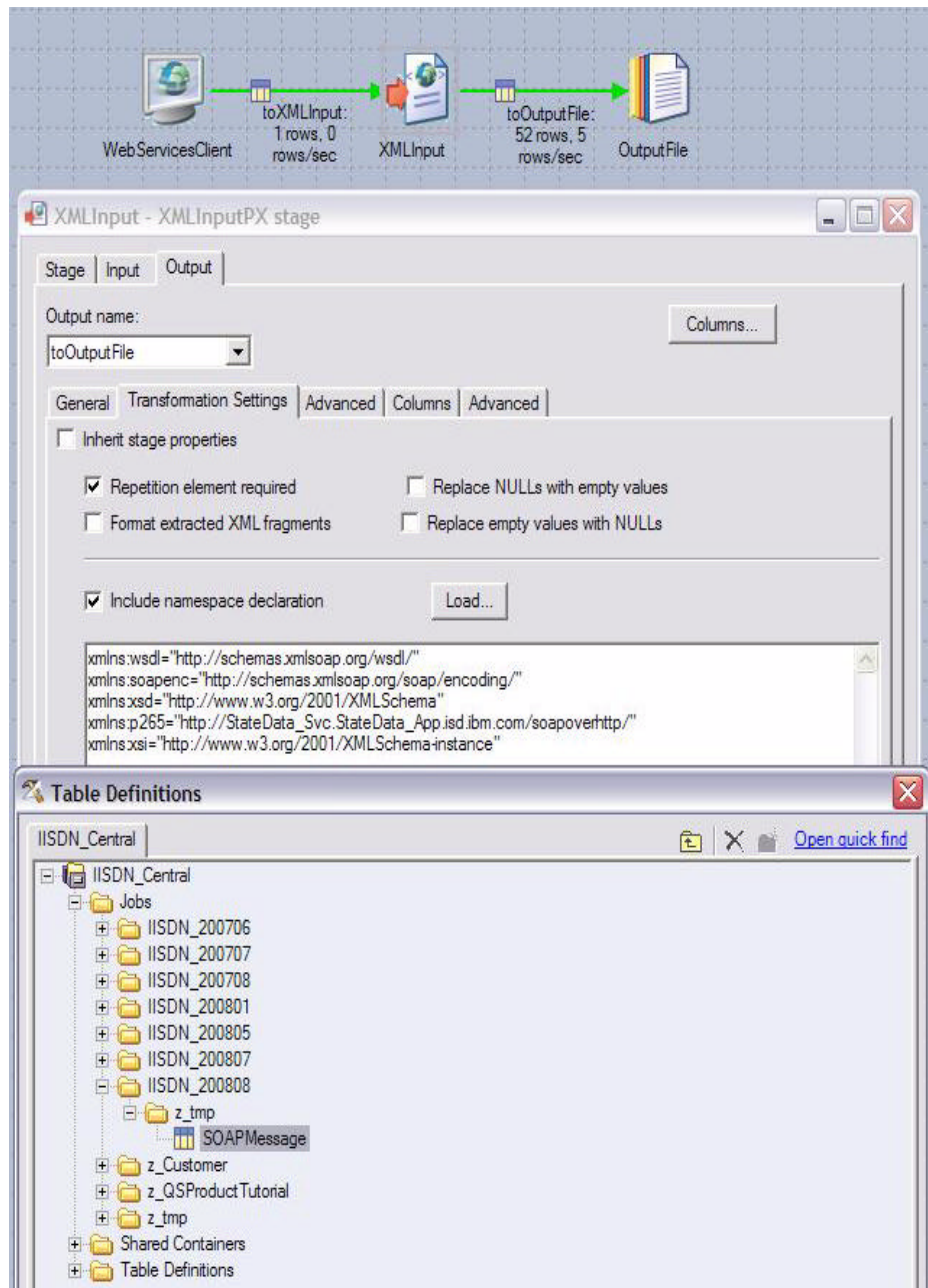 WebServicesClient
toXMLInput:
1 rows, 0
rows/sec
XMLInput
toOutputFile:
52 rows, 5
rows/sec
OutputFile
XMLInput - XMLInputPX stage
Stage
Input
Output
Output name:
Columns...
toOutputFile
General
Transformation Settings
Advanced
Columns
Advanced
Inherit stage properties
Repetition element required
Replace NULLs with empty values
Format extracted XML fragments
Replace empty values with NULLs
Include namespace declaration
Load...
xmlns:wsdl="http://schemas.xmlsoap.org/wsdl/"
xmlns:soapenc="http://schemas.xmlsoap.org/soap/encoding/"
xmlns:xsd="http://www.w3.org/2001/XMLSchema"
xmlns:p265="http://StateData_Svc.StateData_App.isd.ibm.com/soapoverhttp/"
xmlns:xsi="http://www.w3.org/2001/XMLSchema-instance"
Table Definitions
IISDN_Central
Open quick find
IISDN_Central
Jobs
IISDN_200706
IISDN_200707
IISDN_200708
IISDN_200801
IISDN_200805
IISDN_200807
IISDN_200808
z_tmp
SOAPMessage
z_Customer
z_QSProductTutorial
z_tmp
Shared Containers
Table Definitions